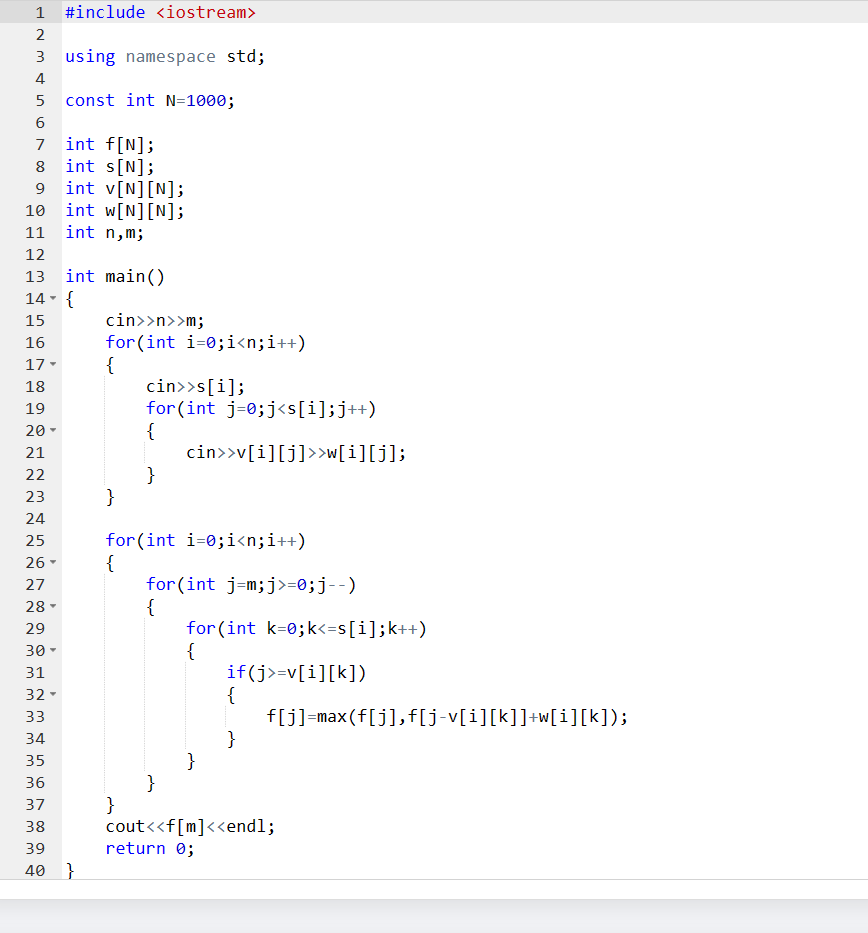 1 #include <iostream>
2
3 using namespace std;
4
5 const int N=1000;
6
7 int f[N];
8 int s[N];
9 int v[N][N];
10 int w[N][N];
11 int n,m;
12
13 int main()
14 {
15     cin>>n>>m;
16     for(int i=0;i<n;i++)
17     {
18         cin>>s[i];
19         for(int j=0;j<s[i];j++)
20         {
21             cin>>v[i][j]>>w[i][j];
22         }
23     }
24
25     for(int i=0;i<n;i++)
26     {
27         for(int j=m;j>=0;j--)
28         {
29             for(int k=0;k<=s[i];k++)
30             {
31                 if(j>=v[i][k])
32                 {
33                     f[j]=max(f[j],f[j-v[i][k]]+w[i][k]);
34                 }
35             }
36         }
37     }
38     cout<<f[m]<<endl;
39     return 0;
40 }